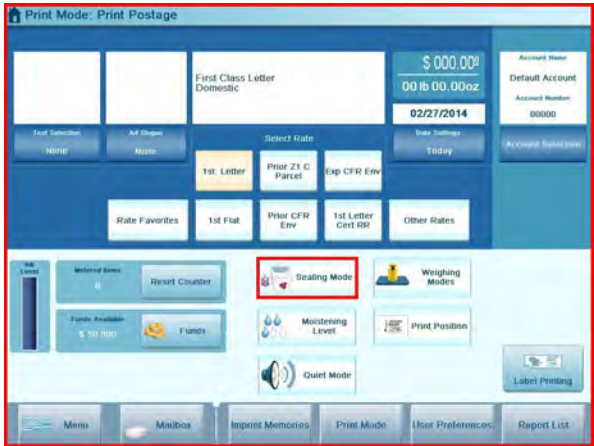 Print Mode: Print Postage
First Class Letter
Domestic
$ 000.00⁰
00 lb 00.00oz
02/27/2014
Account Name
Default Account
Account Number
00000
Text Selection
None
Ad Slogan
None
Select Rate
Date Settings
Today
Account Selection
1st. Letter
Prior Z1 C
Parcel
Exp CFR Env
Rate Favorites
1st Flat
Prior CFR
Env
1st Letter
Cert RR
Other Rates
Ink
Level
Metered Items
0
Reset Counter
Funds Available
Funds
Sealing Mode
Weighing
Modes
Moistening
Level
Print Position
Quiet Mode
Label Printing
Menu
Mailbox
Imprint Memories
Print Mode
User Preferences
Report List